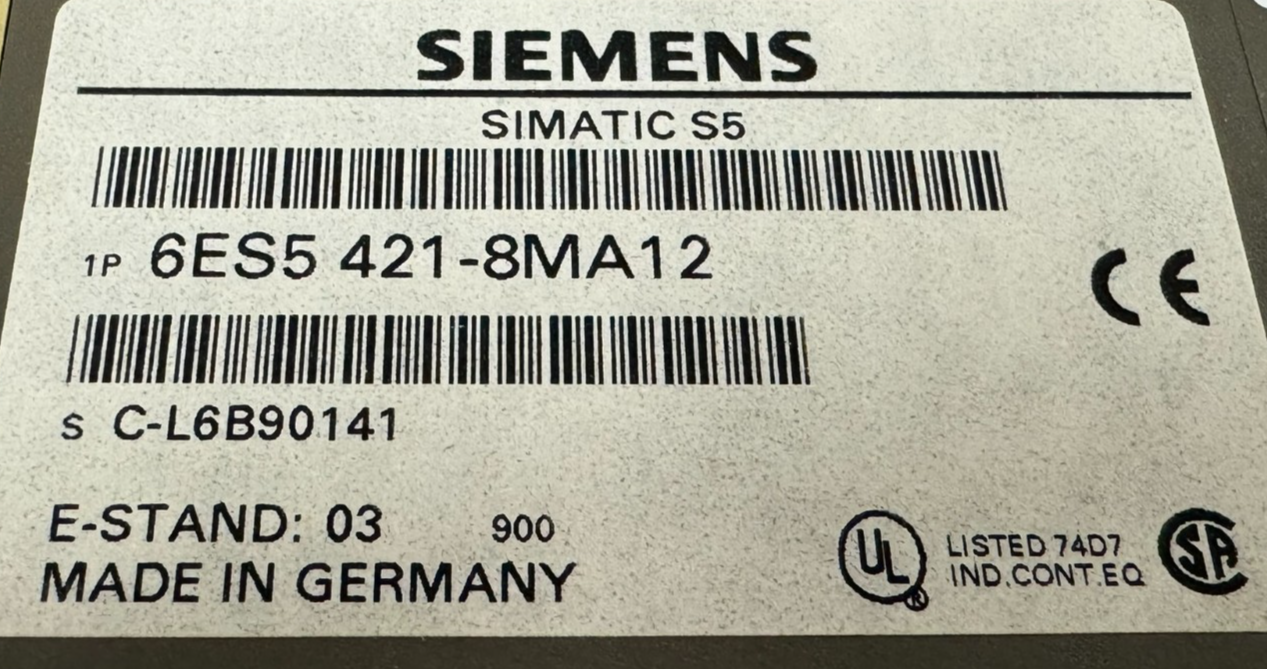 SIEMENS
SIMATIC S5
1P 6ES5 421-8MA12
S C-L6B90141
E-STAND: 03 900
MADE IN GERMANY
CE
UL ® LISTED 74D7
IND.CONT.EQ
SA